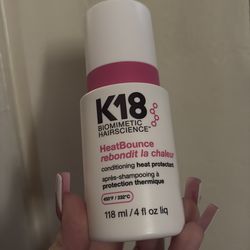 K18
BIOMIMETIC
HAIRSCIENCE™
HeatBounce
rebondit la chaleur
conditioning heat protectant
après-shampooing à
protection thermique
450°F / 232°C
118 ml / 4 fl oz liq